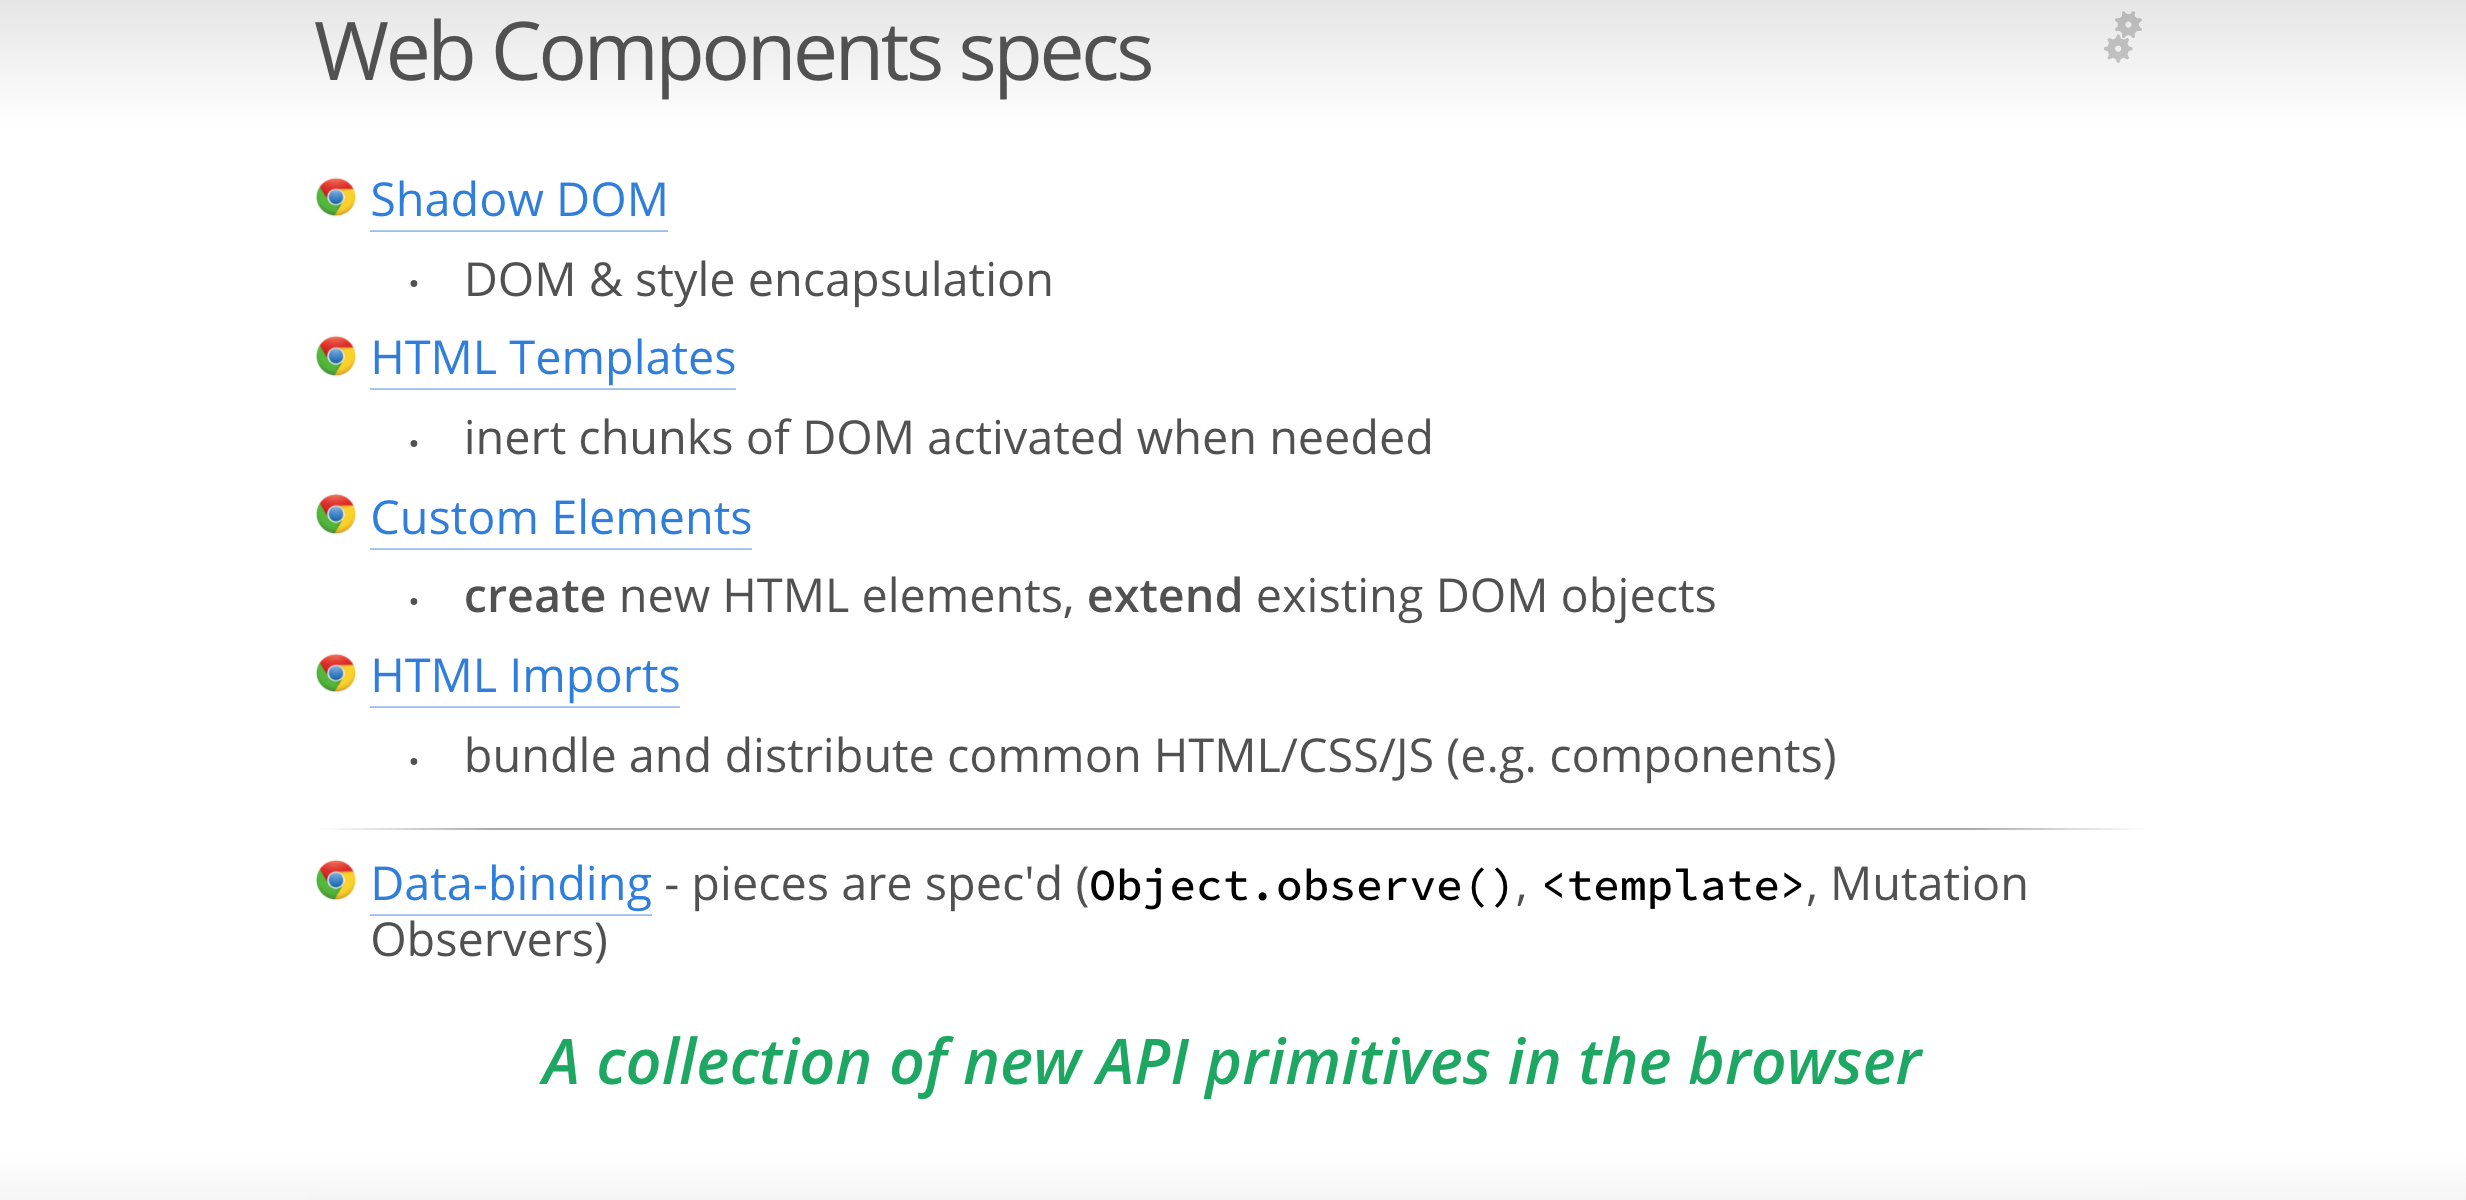 Web Components specs
Shadow DOM
• DOM & style encapsulation
HTML Templates
• inert chunks of DOM activated when needed
Custom Elements
• create new HTML elements, extend existing DOM objects
HTML Imports
• bundle and distribute common HTML/CSS/JS (e.g. components)
Data-binding - pieces are spec'd (Object.observe(), <template>, Mutation
Observers)
A collection of new API primitives in the browser